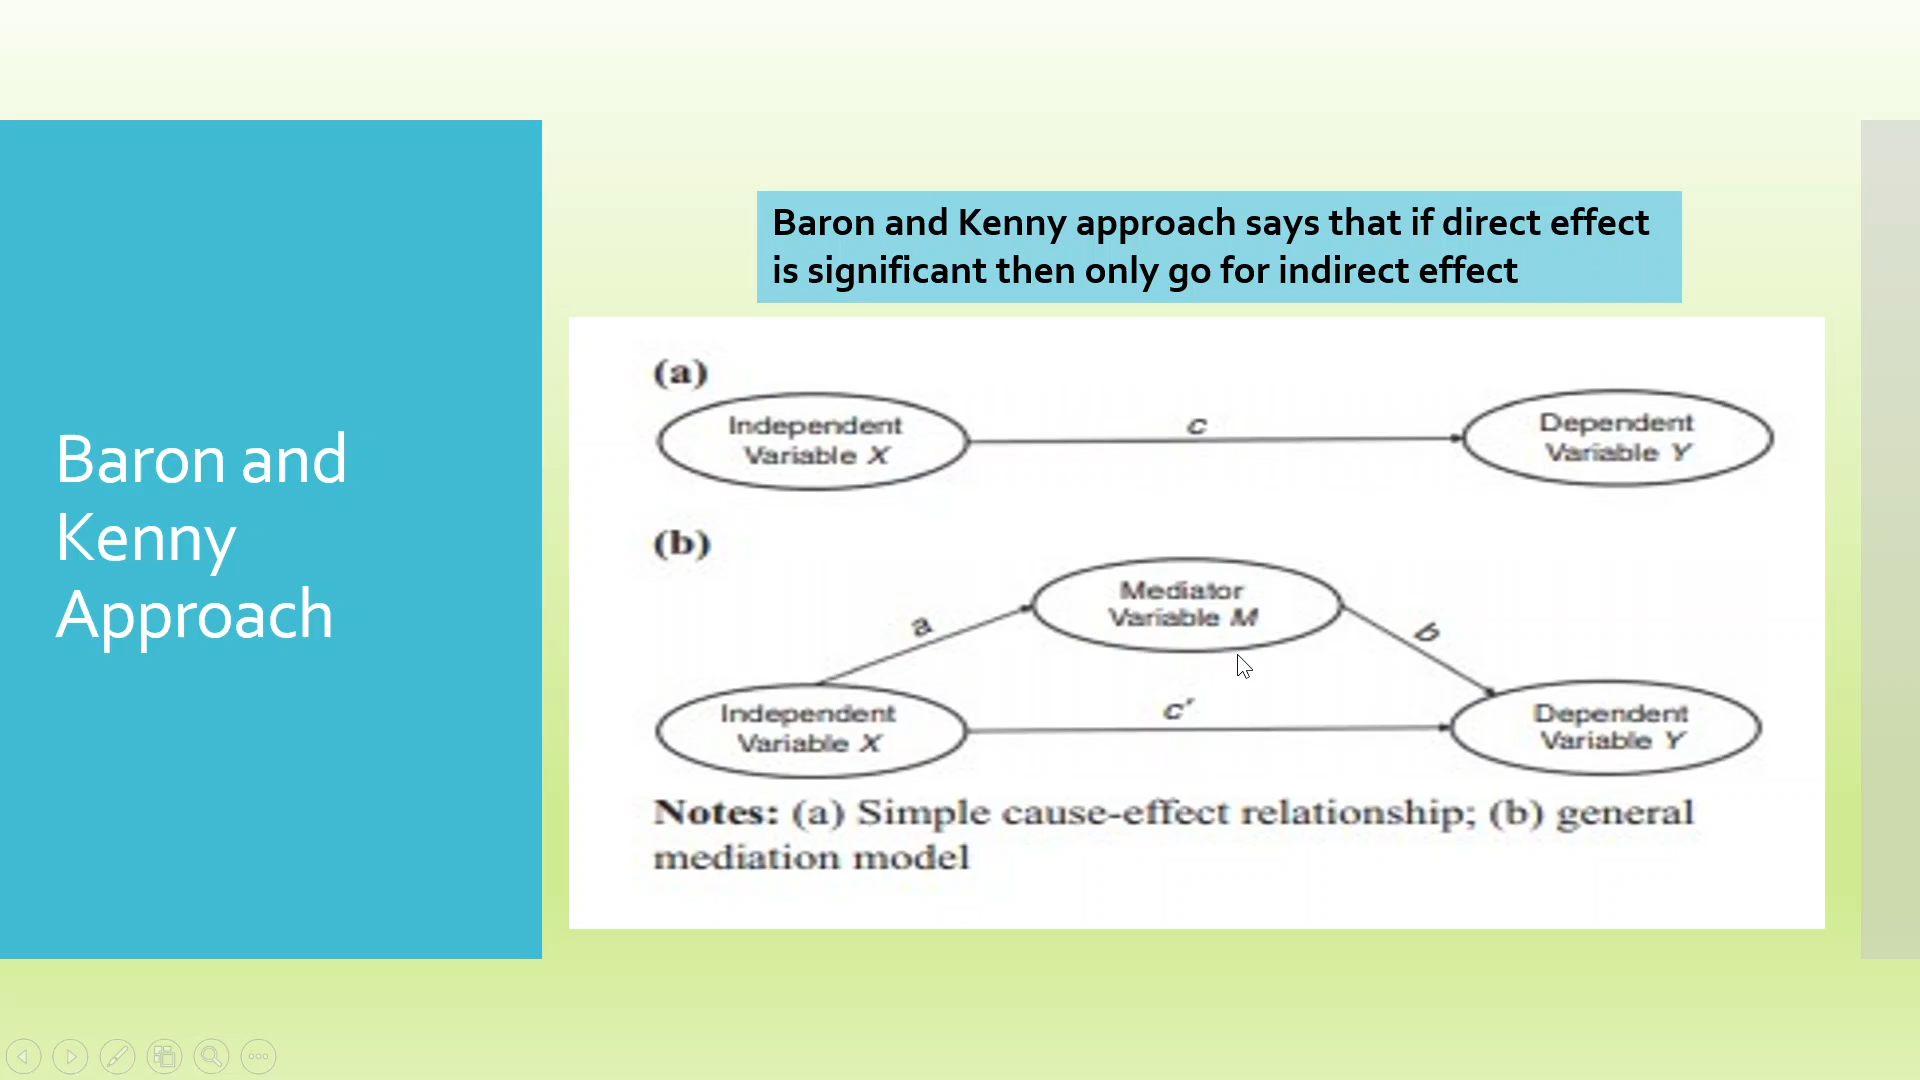 Baron and
Kenny
Approach
Baron and Kenny approach says that if direct effect
is significant then only go for indirect effect
(a)
Independent
Variable X
c
Dependent
Variable Y
(b)
Mediator
Variable M
a
b
Independent
Variable X
c′
Dependent
Variable Y
Notes: (a) Simple cause-effect relationship; (b) general
mediation model